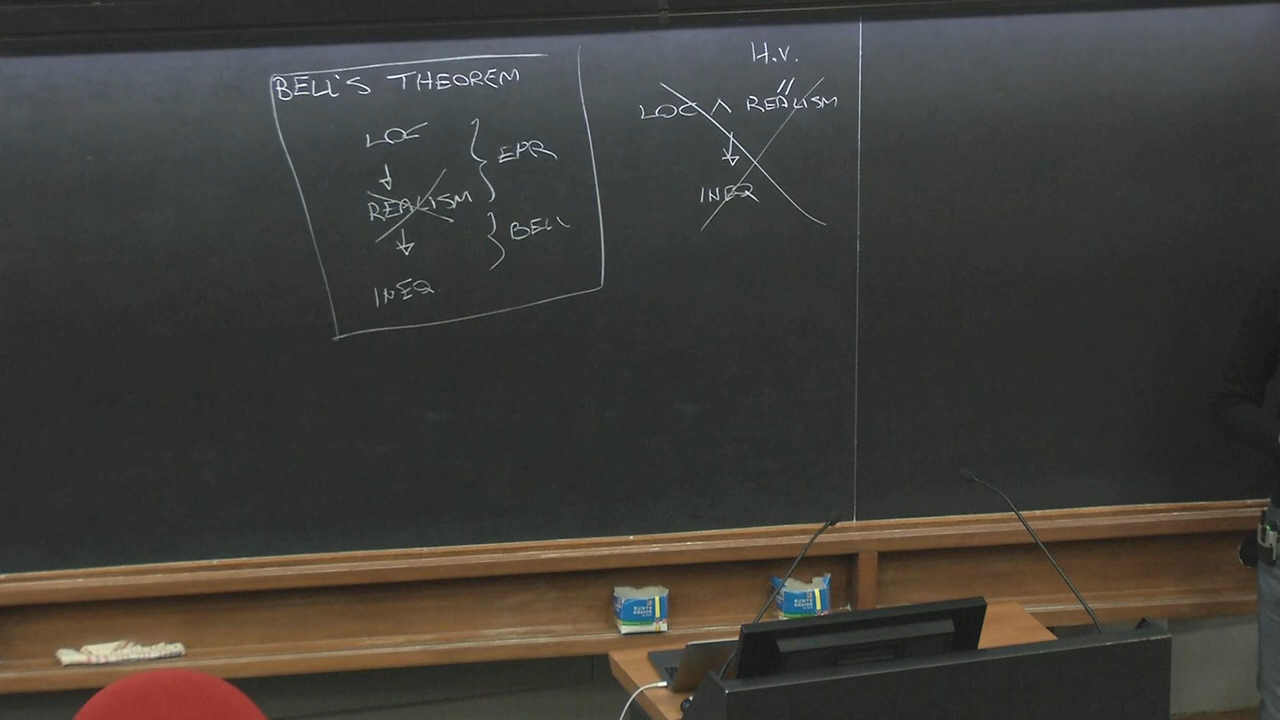 BELL'S THEOREM
LOC
↓
REALISM
↓
INEQ.
} EPR
} BELL
H.V.
"
LOC ∧ REALISM
↓
INEQ